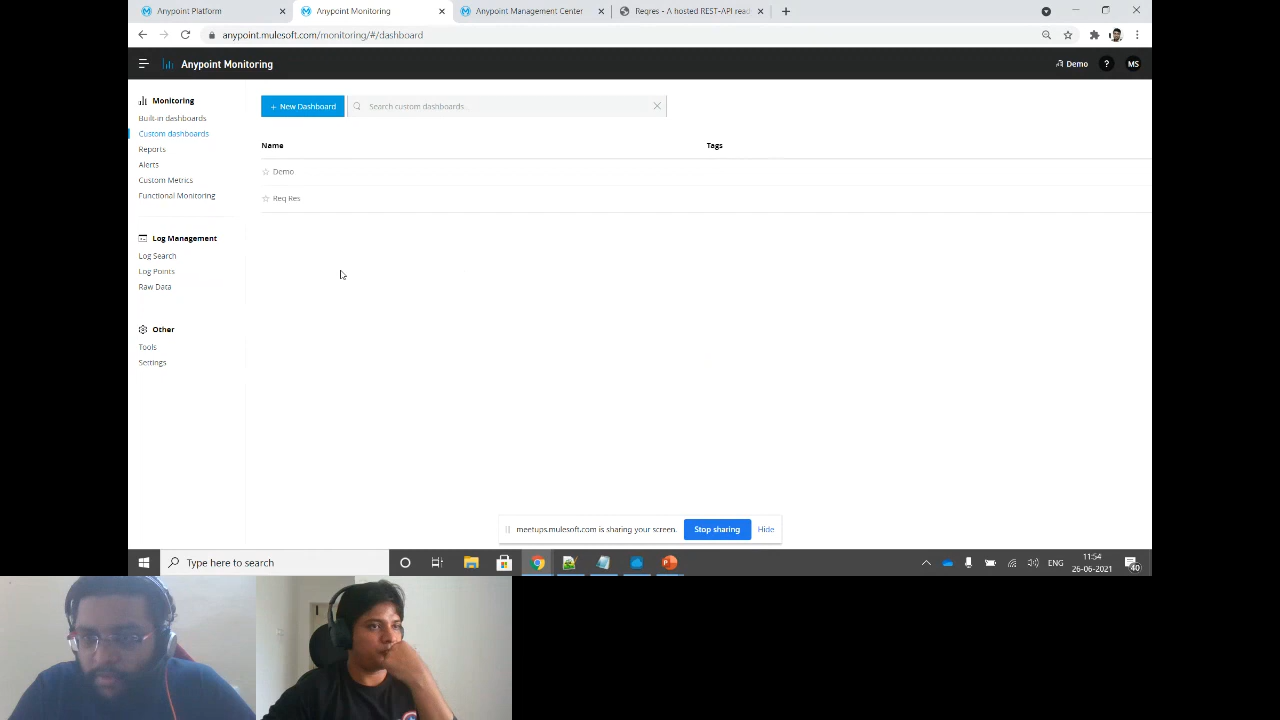 Anypoint Platform
Anypoint Monitoring
Anypoint Management Center
Reqres - A hosted REST-API read
anypoint.mulesoft.com/monitoring/#/dashboard
Anypoint Monitoring
Demo
?
MS
Monitoring
Built-in dashboards
Custom dashboards
Reports
Alerts
Custom Metrics
Functional Monitoring
Log Management
Log Search
Log Points
Raw Data
Other
Tools
Settings
+ New Dashboard
Search custom dashboards..
Name
Tags
Demo
Req Res
meetups.mulesoft.com is sharing your screen.
Stop sharing
Hide
Type here to search
ENG
11:54
26-06-2021
40